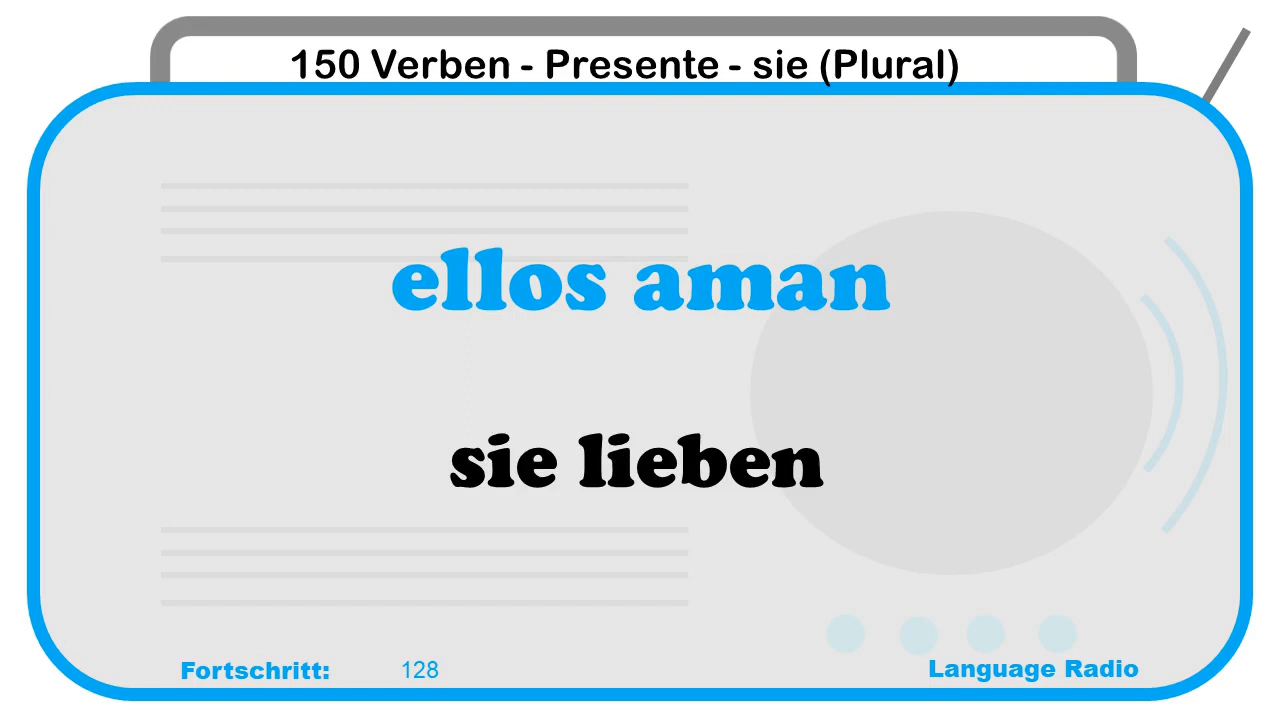 150 Verben - Presente - sie (Plural)
ellos aman
sie lieben
Fortschritt: 128
Language Radio